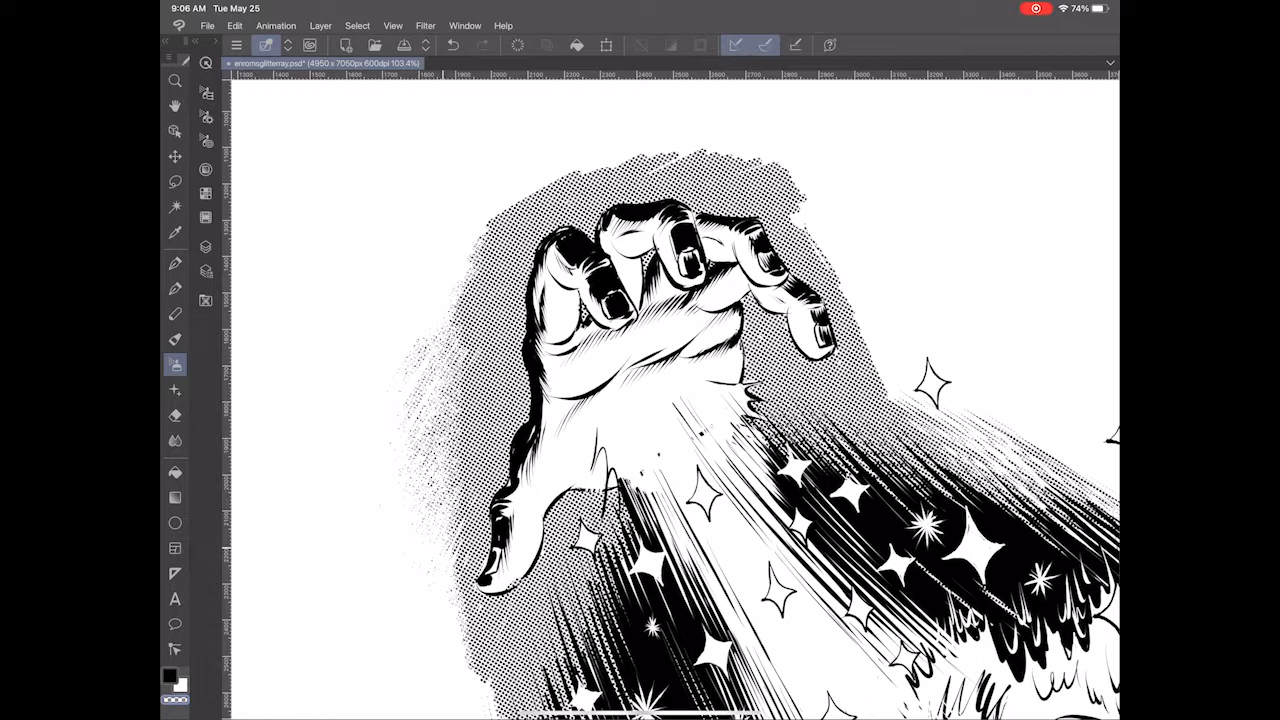 9:06 AM Tue May 25
74%
File Edit Animation Layer Select View Filter Window Help
enromsglitterray.psd* (4950 x 7050px 600dpi 103.4%)